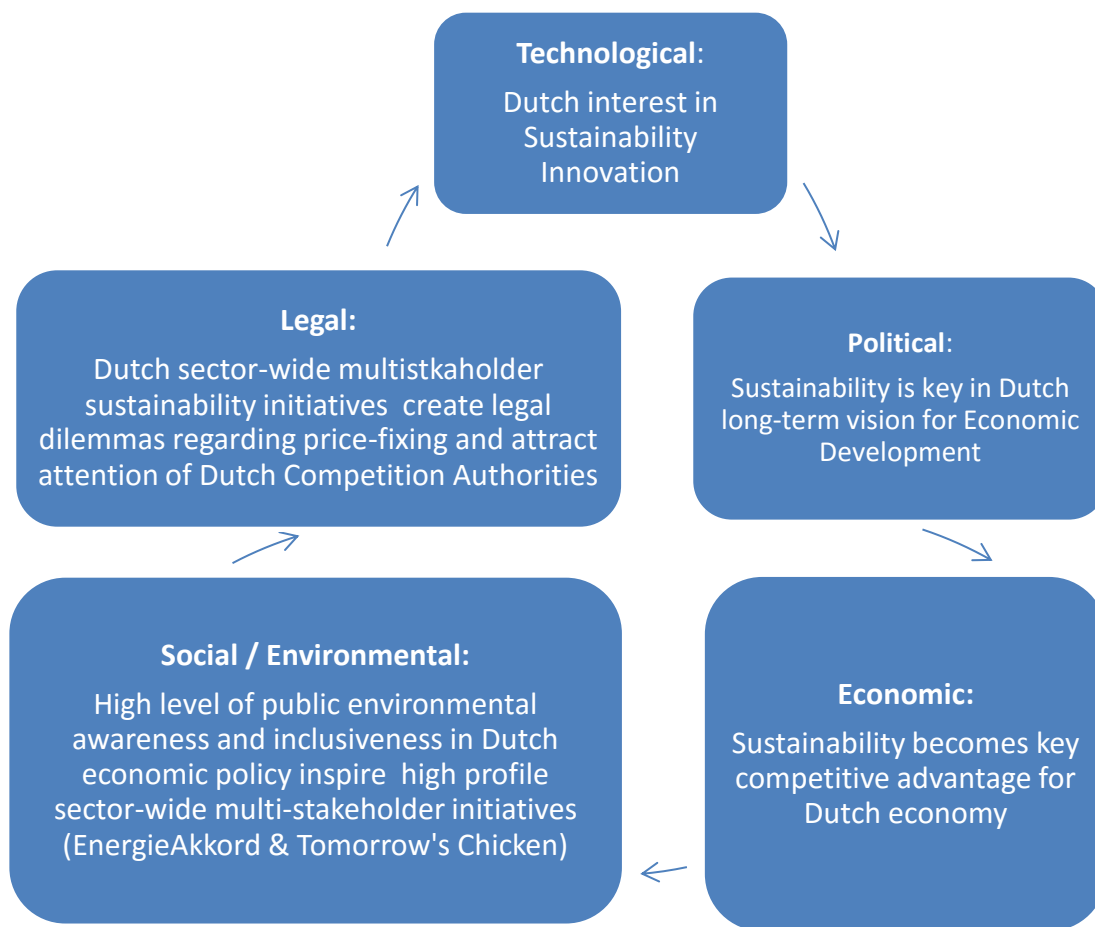 Technological:
Dutch interest in
Sustainability
Innovation
Political:
Sustainability is key in Dutch
long-term vision for Economic
Development
Economic:
Sustainability becomes key
competitive advantage for
Dutch economy
Social / Environmental:
High level of public environmental
awareness and inclusiveness in Dutch
economic policy inspire  high profile
sector-wide multi-stakeholder initiatives
(EnergieAkkord & Tomorrow's Chicken)
Legal:
Dutch sector-wide multistkaholder
sustainability initiatives  create legal
dilemmas regarding price-fixing and attract
attention of Dutch Competition Authorities